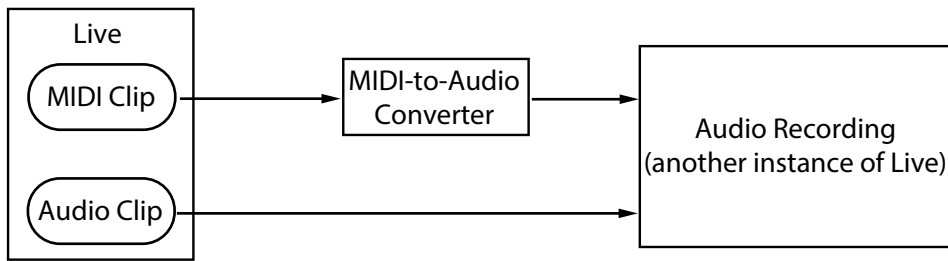 Live
MIDI Clip
MIDI-to-Audio
Converter
Audio Recording
(another instance of Live)
Audio Clip